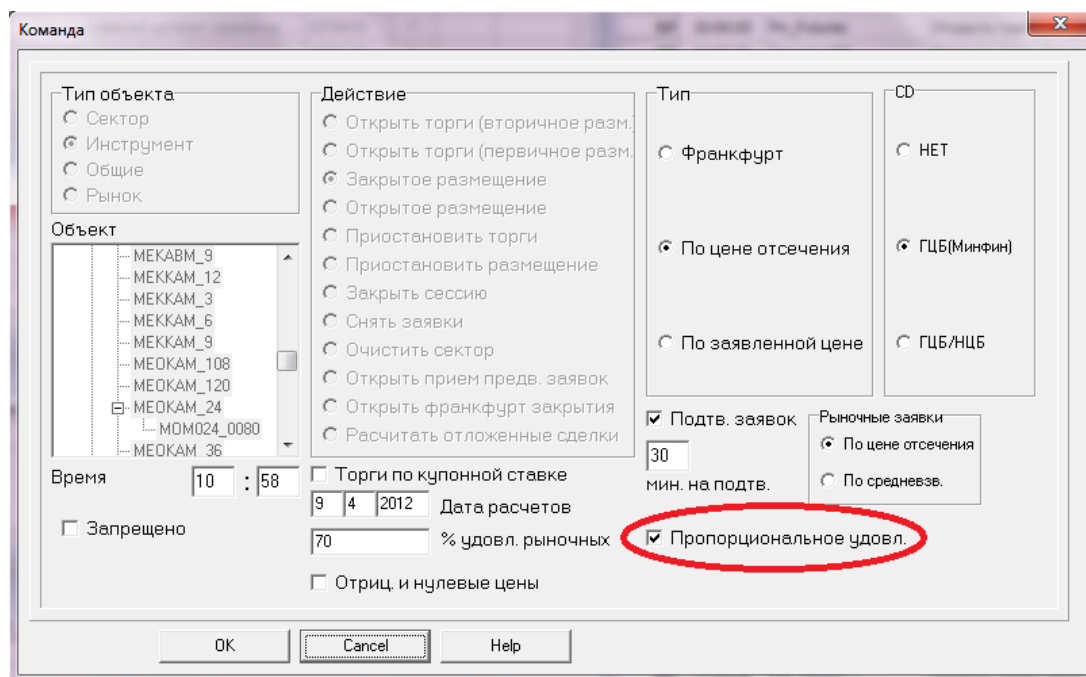 Команда
Тип объекта
Сектор
Инструмент
Общие
Рынок
Объект
MEKABM_9
MEKKAM_12
MEKKAM_3
MEKKAM_6
MEKKAM_9
MEOKAM_108
MEOKAM_120
MEOKAM_24
MOM024_0080
MEOKAM_36
Время
10 : 58
Запрещено
Действие
Открыть торги (вторичное разм.)
Открыть торги (первичное разм.
Закрытое размещение
Открытое размещение
Приостановить торги
Приостановить размещение
Закрыть сессию
Снять заявки
Очистить сектор
Открыть прием предв. заявок
Открыть франкфурт закрытия
Расчитать отложенные сделки
Торги по купонной ставке
9 4 2012 Дата расчетов
70 % удовл. рыночных
Отриц. и нулевые цены
Тип
Франкфурт
По цене отсечения
По заявленной цене
CD
НЕТ
ГЦБ(Минфин)
ГЦБ/НЦБ
Подтв. заявок
30
мин. на подтв.
Рыночные заявки
По цене отсечения
По средневзв.
Пропорциональное удовл.
OK
Cancel
Help